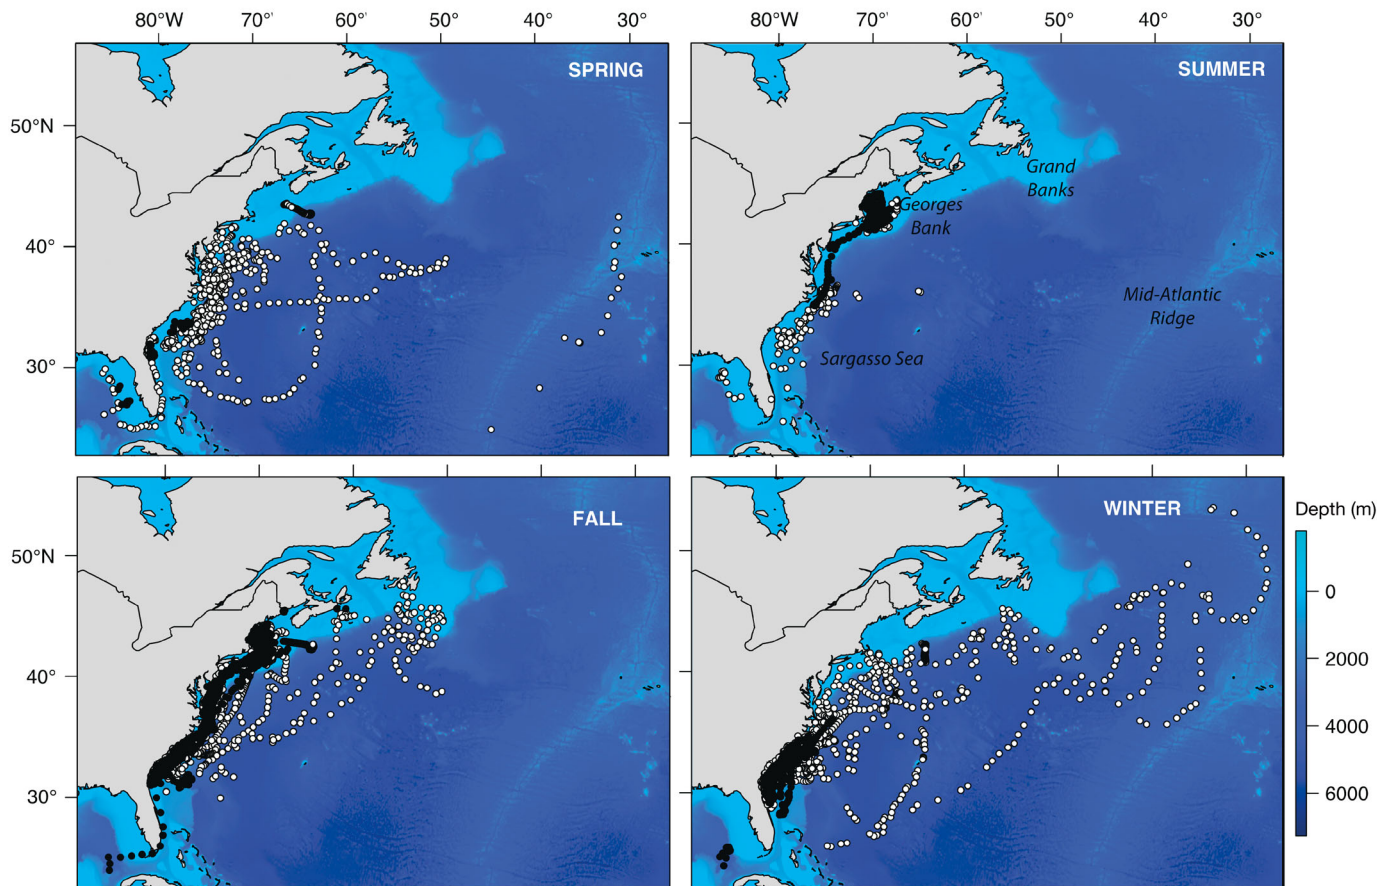 80°W 70° 60° 50° 40° 30° 80°W 70° 60° 50° 40° 30°
SPRING
SUMMER
50°N
Grand
Banks
Georges
Bank
40°
Mid-Atlantic
Ridge
Sargasso Sea
30°
FALL
WINTER
Depth (m)
50°N
0
2000
40°
4000
6000
30°